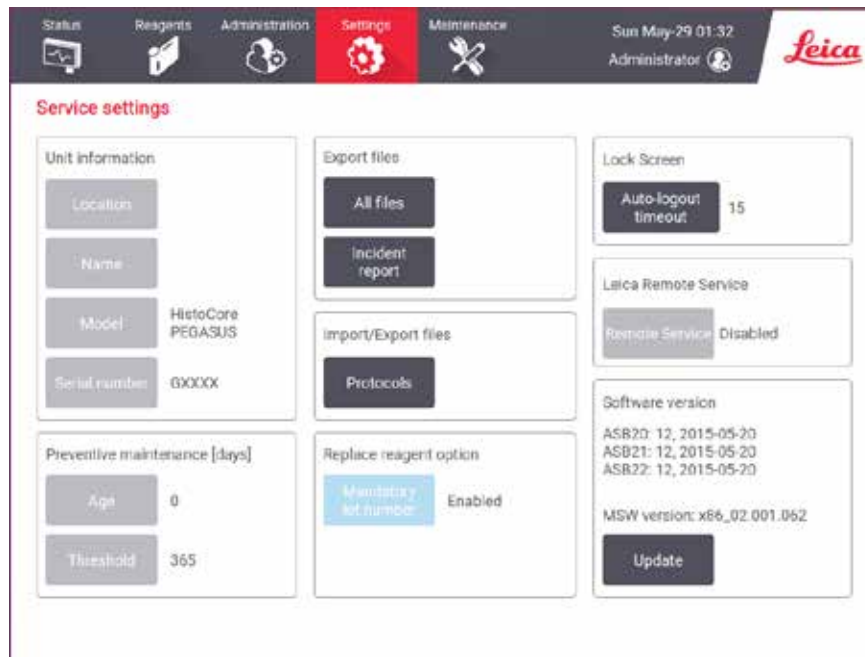 Status
Reagents
Administration
Settings
Maintenance
Sun May-29 01:32
Administrator
Leica
Service settings
Unit information
Location
Name
Model
HistoCore
PEGASUS
Serial number
GXXXX
Preventive maintenance [days]
Age
0
Threshold
365
Export files
All files
Incident
report
Import/Export files
Protocols
Replace reagent option
Mandatory
lot number
Enabled
Lock Screen
Auto-logout
timeout
15
Leica Remote Service
Remote Service
Disabled
Software version
ASB20: 12, 2015-05-20
ASB21: 12, 2015-05-20
ASB22: 12, 2015-05-20
MSW version: x86_02.001.062
Update